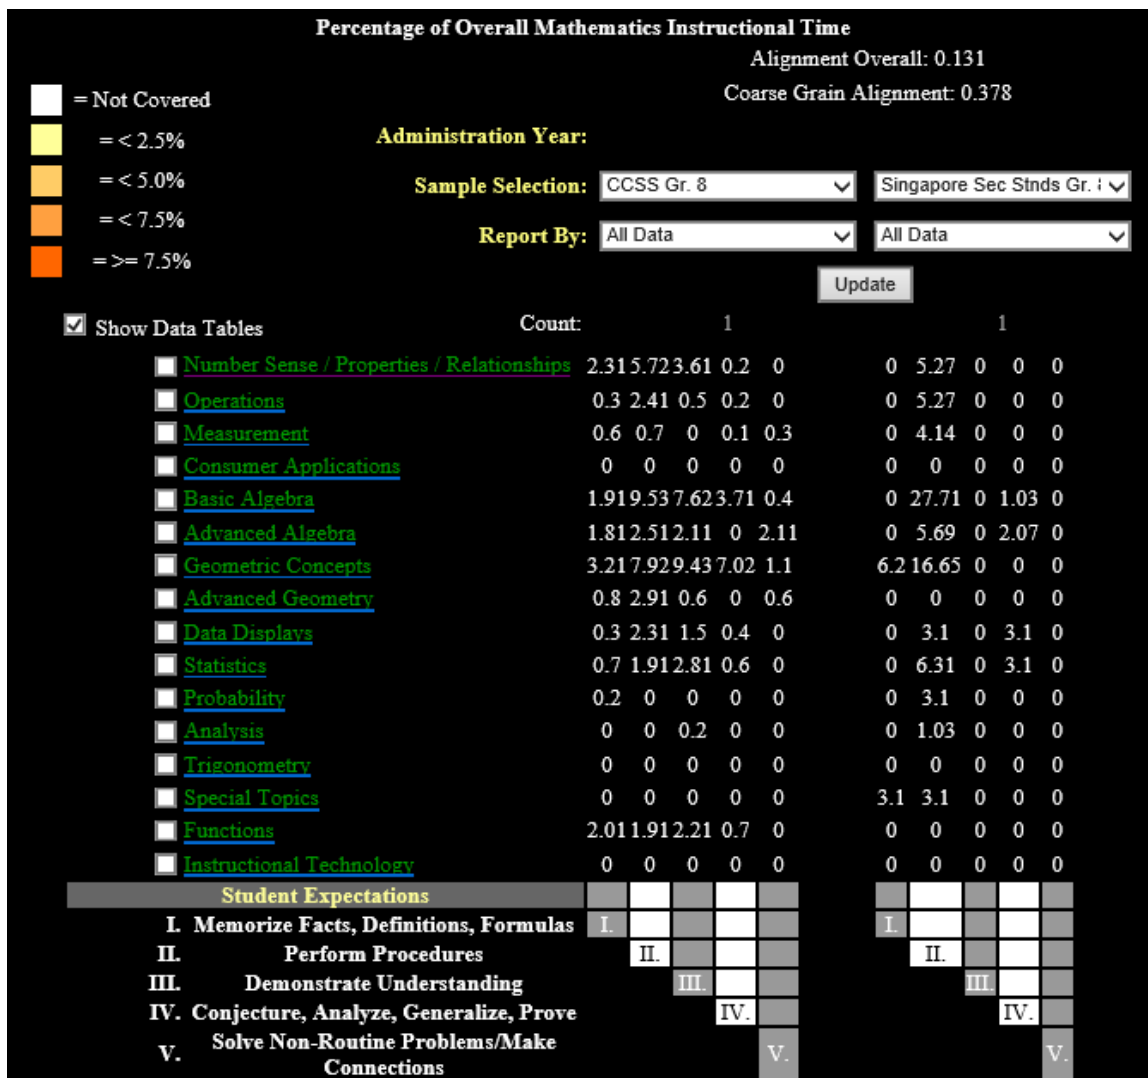 Percentage of Overall Mathematics Instructional Time
Alignment Overall: 0.131
Coarse Grain Alignment: 0.378
= Not Covered
= < 2.5%
= < 5.0%
= < 7.5%
= >= 7.5%
Administration Year:
Sample Selection: CCSS Gr. 8 Singapore Sec Stnds Gr.
Report By: All Data All Data
Update
Show Data Tables Count: 1 1
Number Sense / Properties / Relationships 2.31 5.72 3.61 0.2 0 0 5.27 0 0 0
Operations 0.3 2.41 0.5 0.2 0 0 5.27 0 0 0
Measurement 0.6 0.7 0 0.1 0.3 0 4.14 0 0 0
Consumer Applications 0 0 0 0 0 0 0 0 0 0
Basic Algebra 1.91 9.53 7.62 3.71 0.4 0 27.71 0 1.03 0
Advanced Algebra 1.81 2.51 2.11 0 2.11 0 5.69 0 2.07 0
Geometric Concepts 3.21 7.92 9.43 7.02 1.1 6.2 16.65 0 0 0
Advanced Geometry 0.8 2.91 0.6 0 0.6 0 0 0 0 0
Data Displays 0.3 2.31 1.5 0.4 0 0 3.1 0 3.1 0
Statistics 0.7 1.91 2.81 0.6 0 0 6.31 0 3.1 0
Probability 0.2 0 0 0 0 0 3.1 0 0 0
Analysis 0 0 0.2 0 0 0 1.03 0 0 0
Trigonometry 0 0 0 0 0 0 0 0 0 0
Special Topics 0 0 0 0 0 3.1 3.1 0 0 0
Functions 2.01 1.91 2.21 0.7 0 0 0 0 0 0
Instructional Technology 0 0 0 0 0 0 0 0 0 0
Student Expectations
I. Memorize Facts, Definitions, Formulas I. I.
II. Perform Procedures II. II.
III. Demonstrate Understanding III. III.
IV. Conjecture, Analyze, Generalize, Prove IV. IV.
V. Solve Non-Routine Problems/Make V. V.
Connections